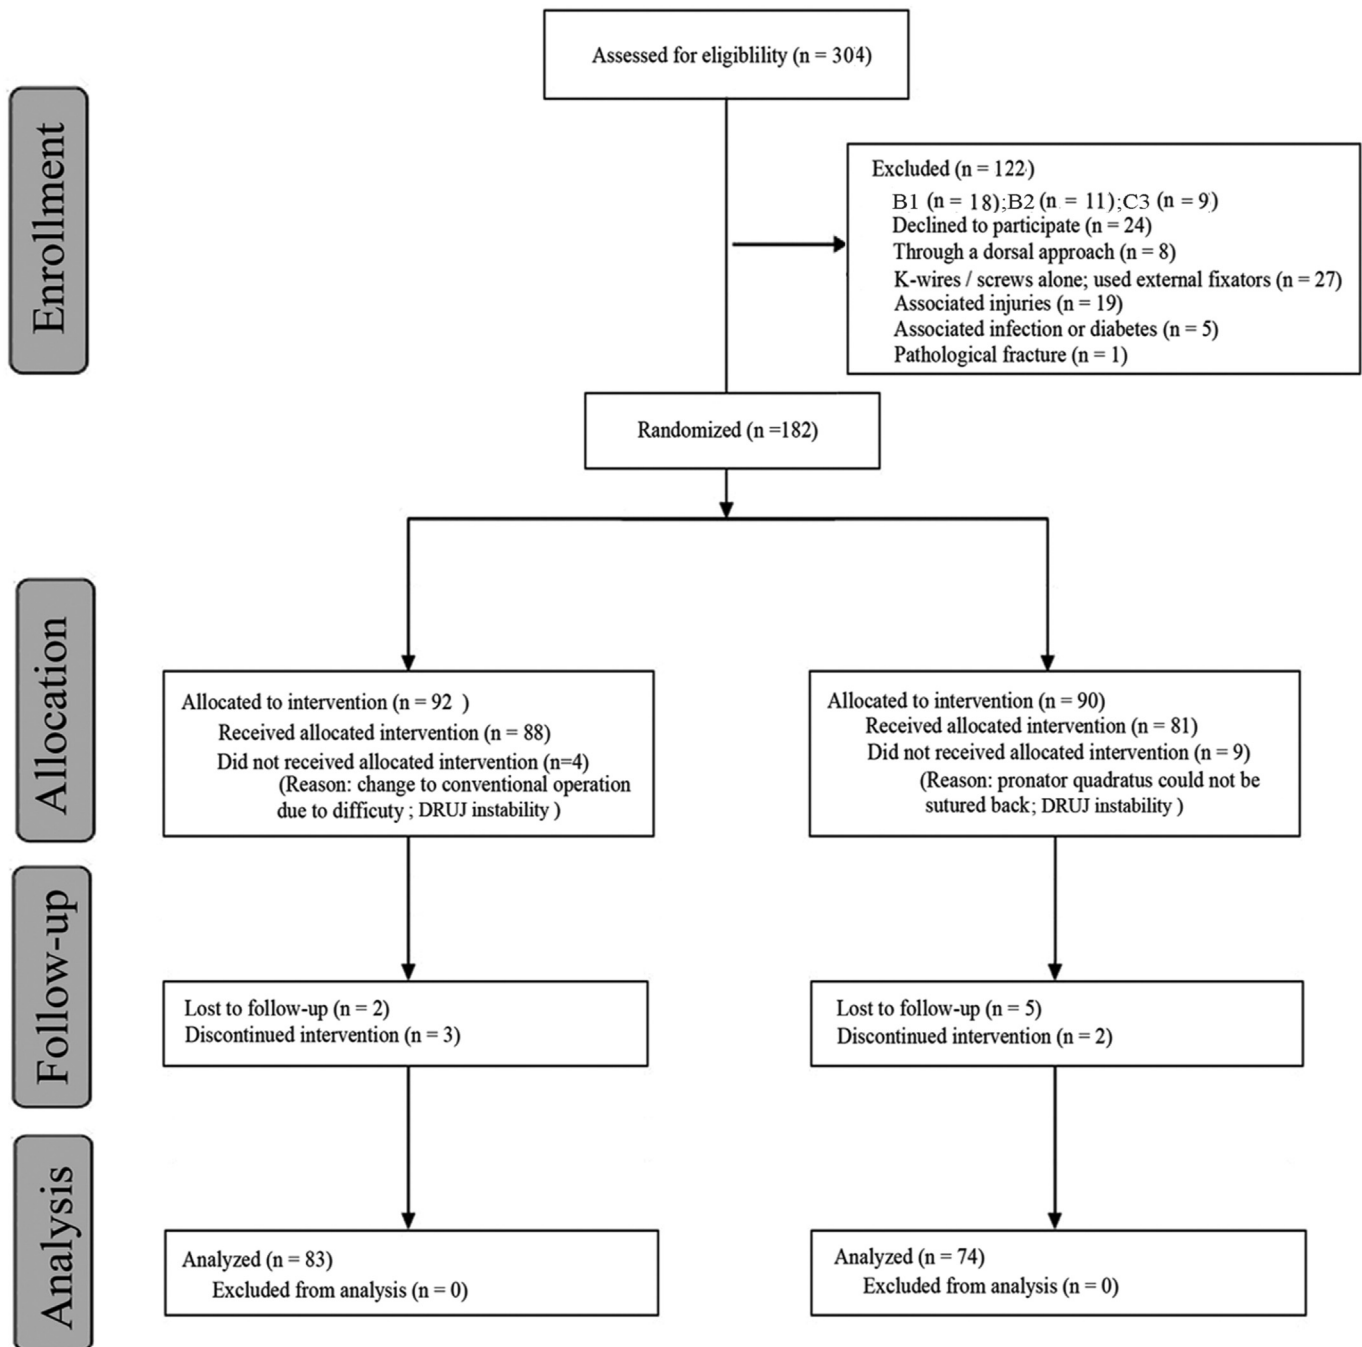 Assessed for eligiblility (n = 304)
Enrollment
Excluded (n = 122)
B1 (n = 18);B2 (n = 11);C3 (n = 9)
Declined to participate (n = 24)
Through a dorsal approach (n = 8)
K-wires / screws alone; used external fixators (n = 27)
Associated injuries (n = 19)
Associated infection or diabetes (n = 5)
Pathological fracture (n = 1)
Randomized (n =182)
Allocation
Allocated to intervention (n = 92 )
Received allocated intervention (n = 88)
Did not received allocated intervention (n=4)
(Reason: change to conventional operation
due to difficuty ; DRUJ instability )
Allocated to intervention (n = 90)
Received allocated intervention (n = 81)
Did not received allocated intervention (n = 9)
(Reason: pronator quadratus could not be
sutured back; DRUJ instability )
Follow-up
Lost to follow-up (n = 2)
Discontinued intervention (n = 3)
Lost to follow-up (n = 5)
Discontinued intervention (n = 2)
Analysis
Analyzed (n = 83)
Excluded from analysis (n = 0)
Analyzed (n = 74)
Excluded from analysis (n = 0)